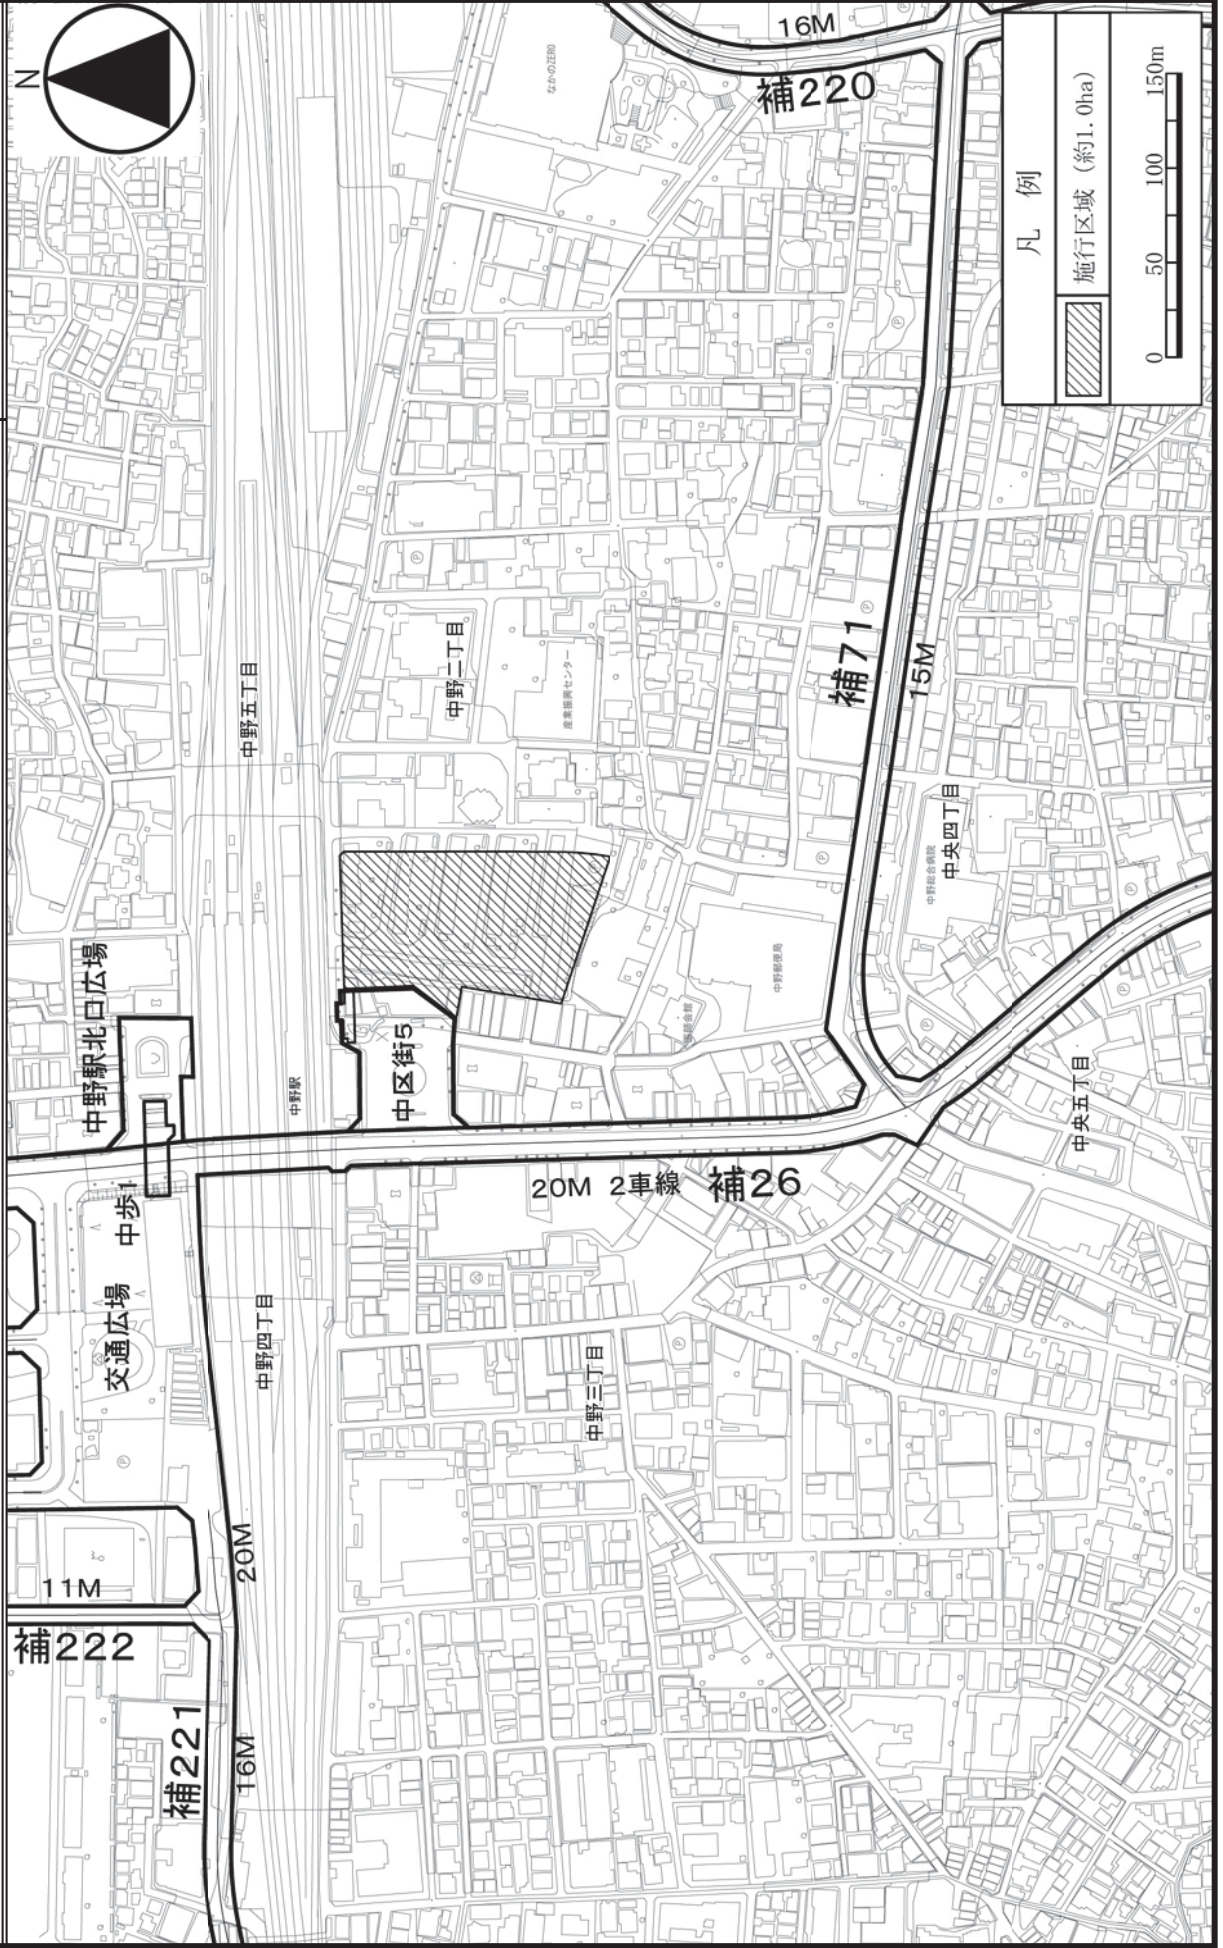 N
16M
補220
なかのZERO
凡 例
施行区域（約1.0ha）
0 50 100 150m
中野五丁目
中野二丁目
産業振興センター
補71
15M
中央四丁目
中野総合病院
中野駅北口広場
中野駅
中区街5
中野郵便局
医師会館
中央五丁目
中歩1
20M 2車線 補26
交通広場
中野四丁目
中野三丁目
11M
20M
補222
補221
16M
P
P
P
P
P
P
P
P
P